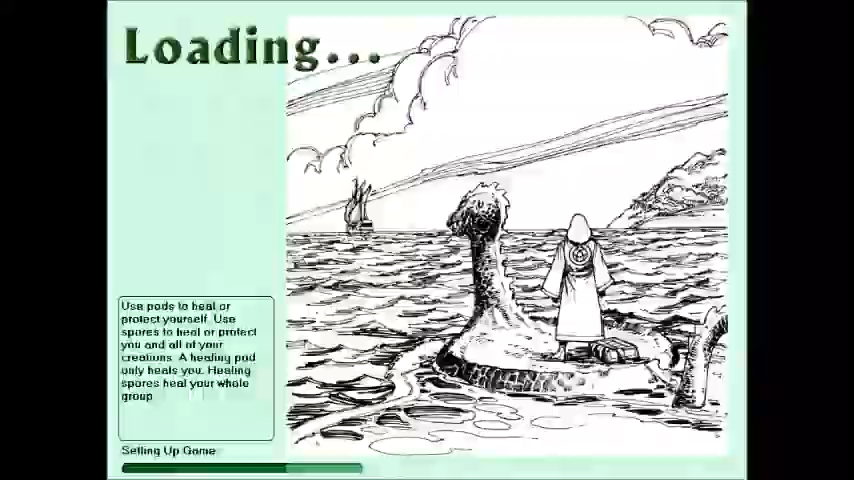 Loading...
Use pods to heal or
protect yourself. Use
spores to heal or protect
you and all of your
creations. A healing pod
only heals you. Healing
spores heal your whole
group.
Setting Up Game